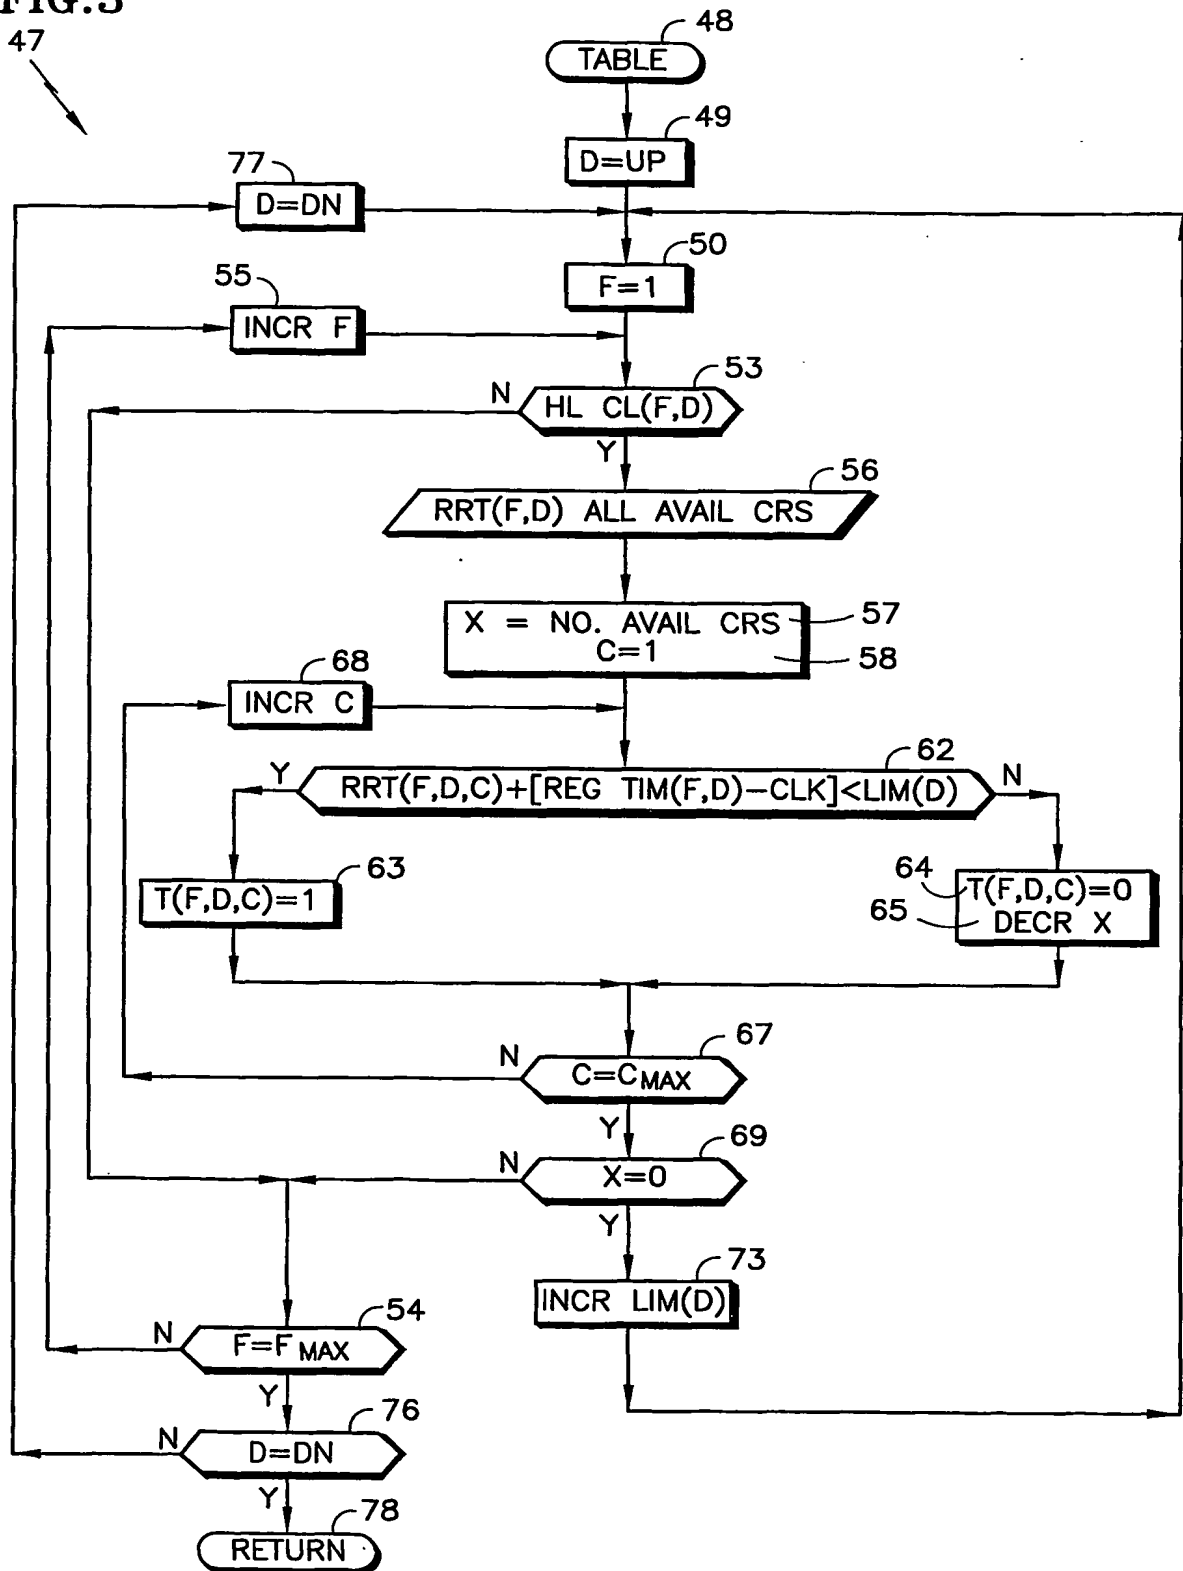 FIG.3
47
48
TABLE
49
D=UP
77
D=DN
50
F=1
55
INCR F
53
N
HL CL(F,D)
Y
56
RRT(F,D) ALL AVAIL CRS
X = NO. AVAIL CRS
57
C=1
58
68
INCR C
62
Y
RRT(F,D,C)+[REG TIM(F,D)-CLK]<LIM(D)
N
63
T(F,D,C)=1
64
T(F,D,C)=0
65
DECR X
67
N
C=CMAX
Y
69
N
X=0
Y
73
INCR LIM(D)
54
N
F=F MAX
Y
76
N
D=DN
Y
78
RETURN